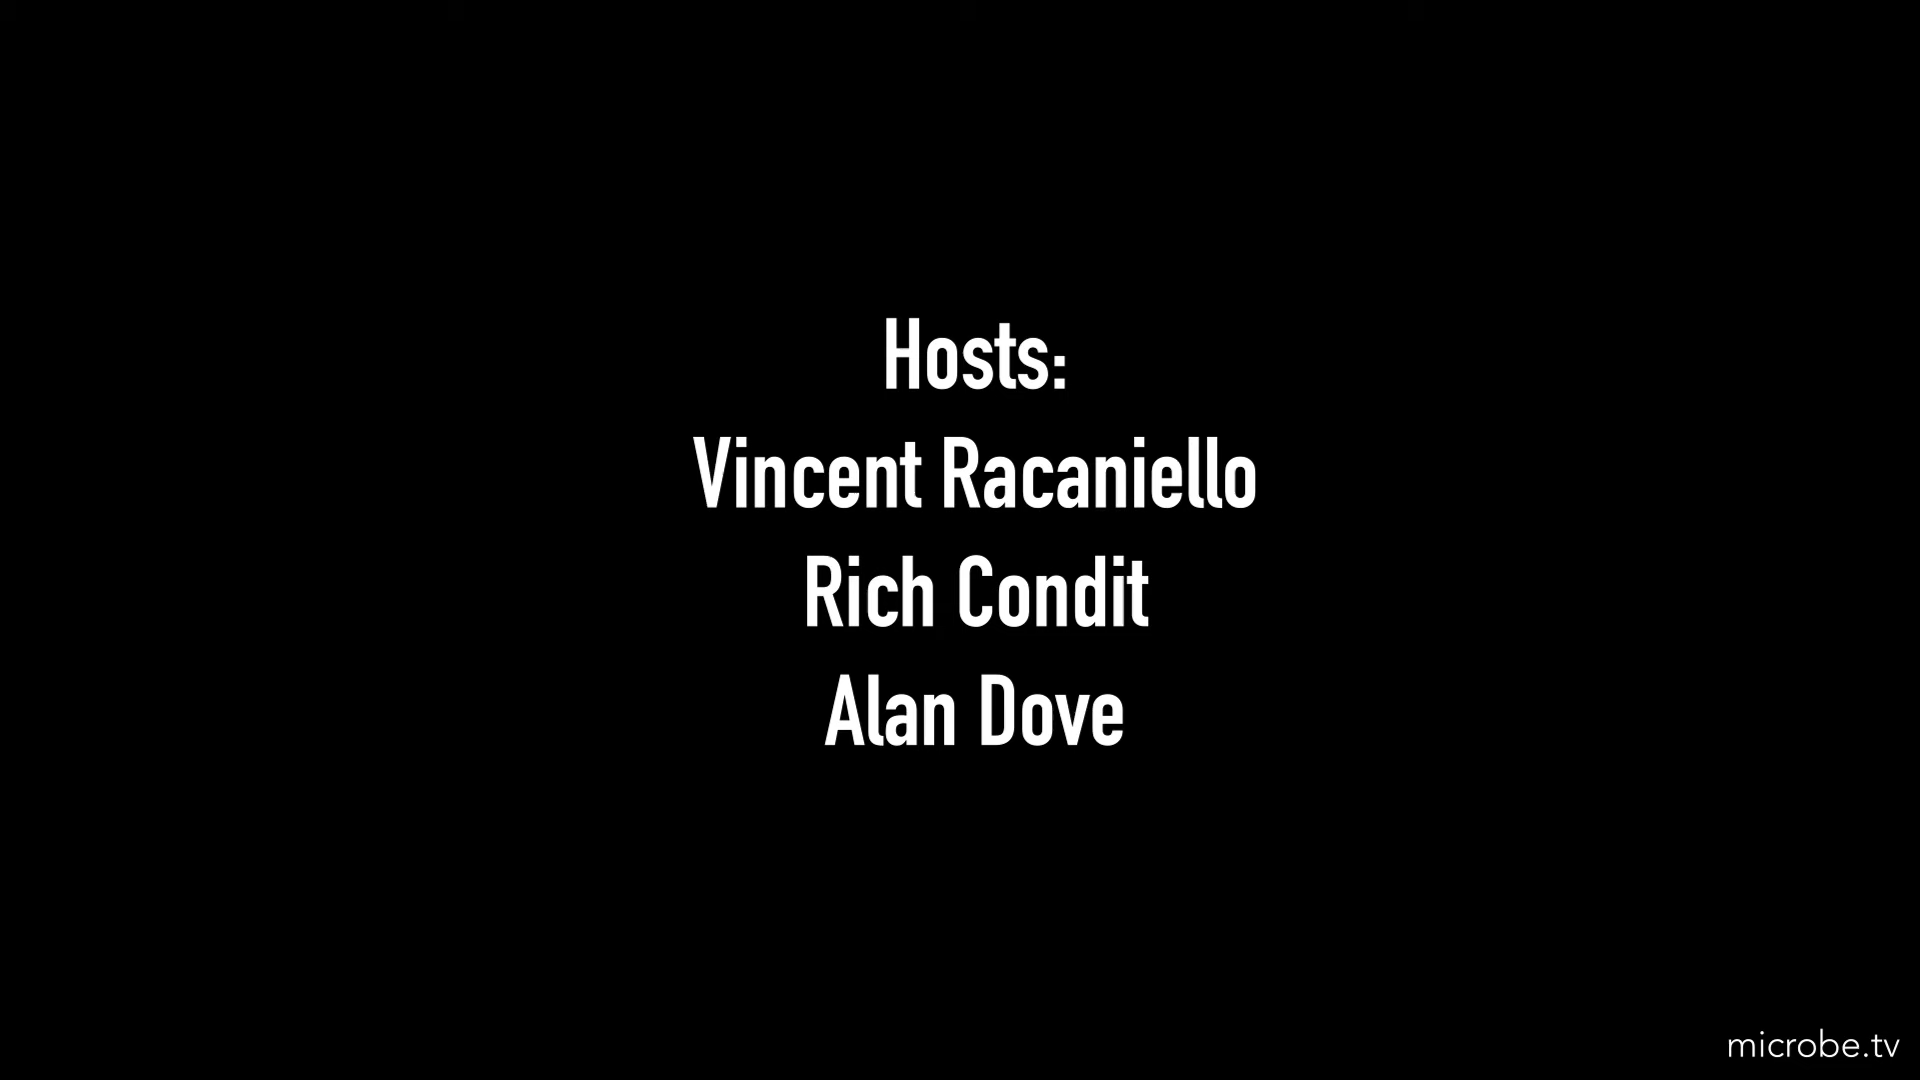 Hosts:
Vincent Racaniello
Rich Condit
Alan Dove
microbe.tv